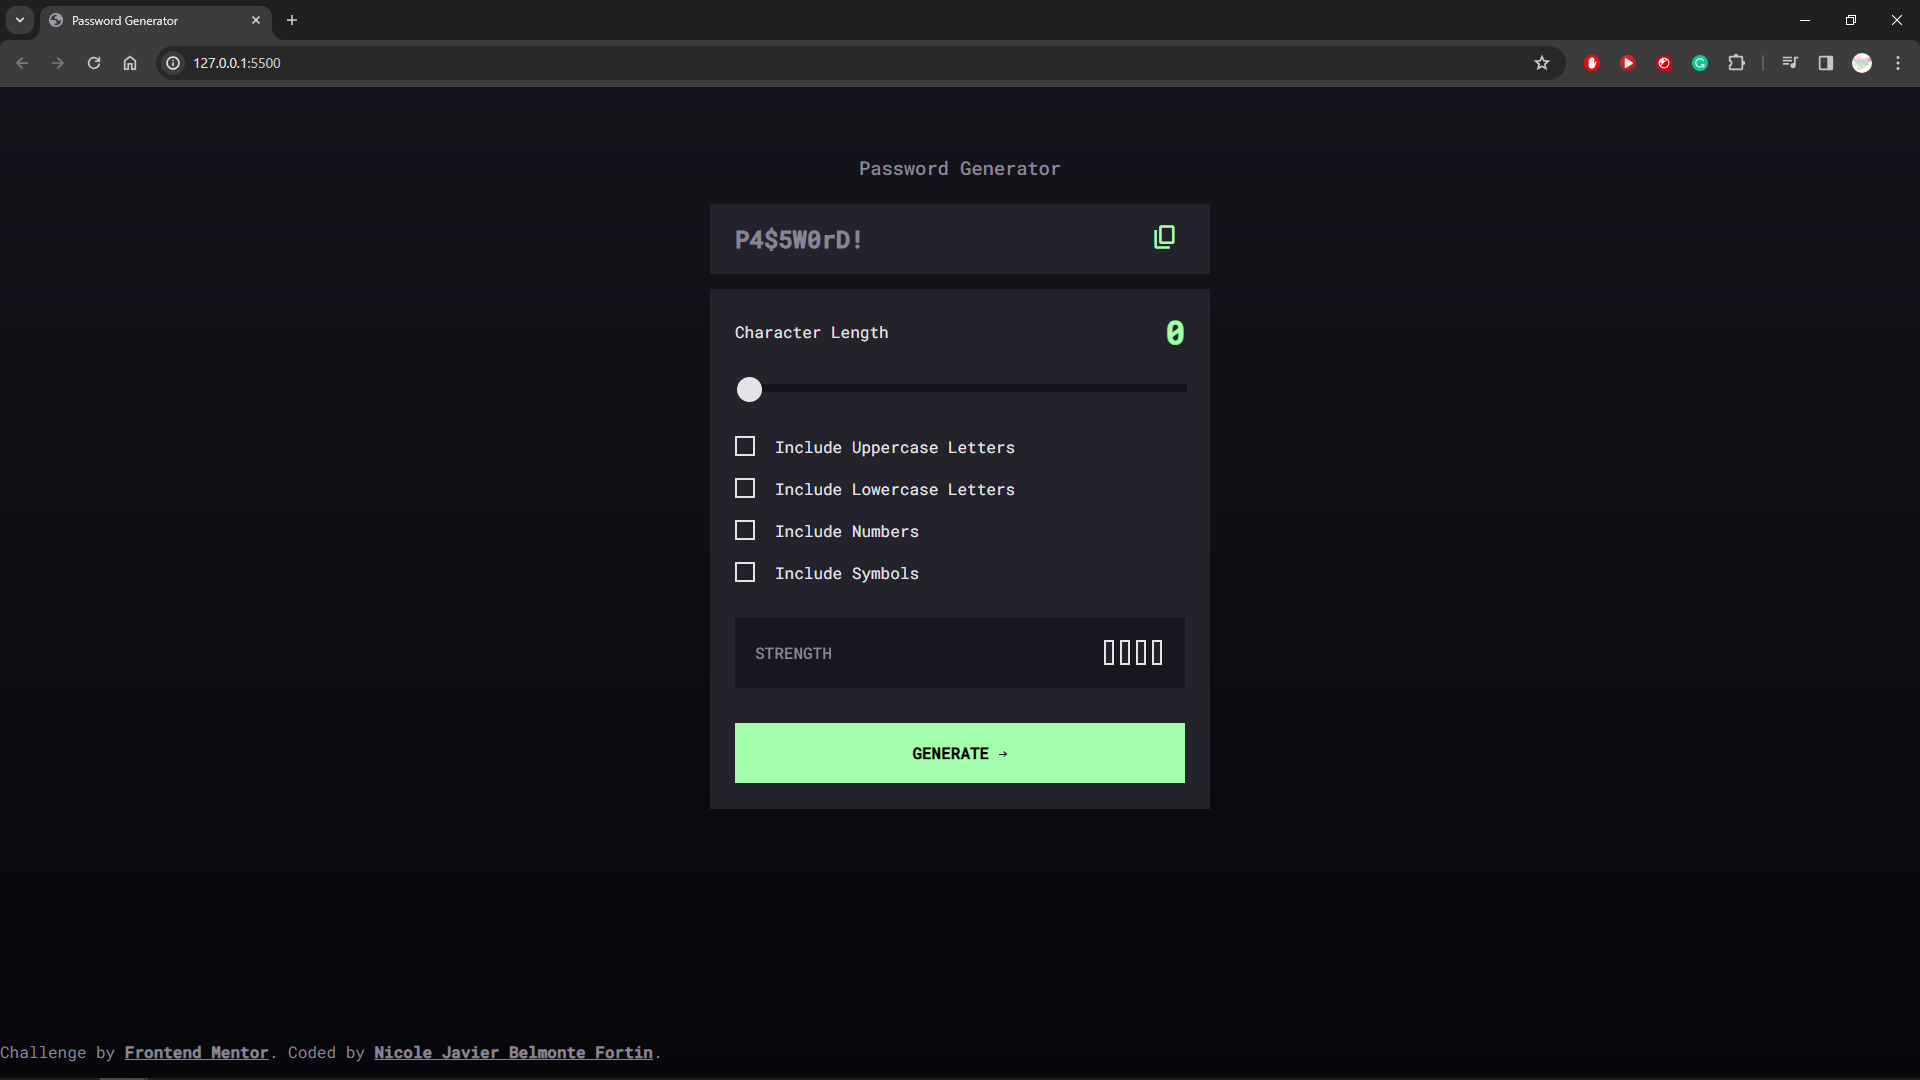 Password Generator
127.0.0.1:5500
Password Generator
P4$5W0rD!
Character Length 0
Include Uppercase Letters
Include Lowercase Letters
Include Numbers
Include Symbols
STRENGTH
GENERATE →
Challenge by Frontend Mentor. Coded by Nicole Javier Belmonte Fortin.